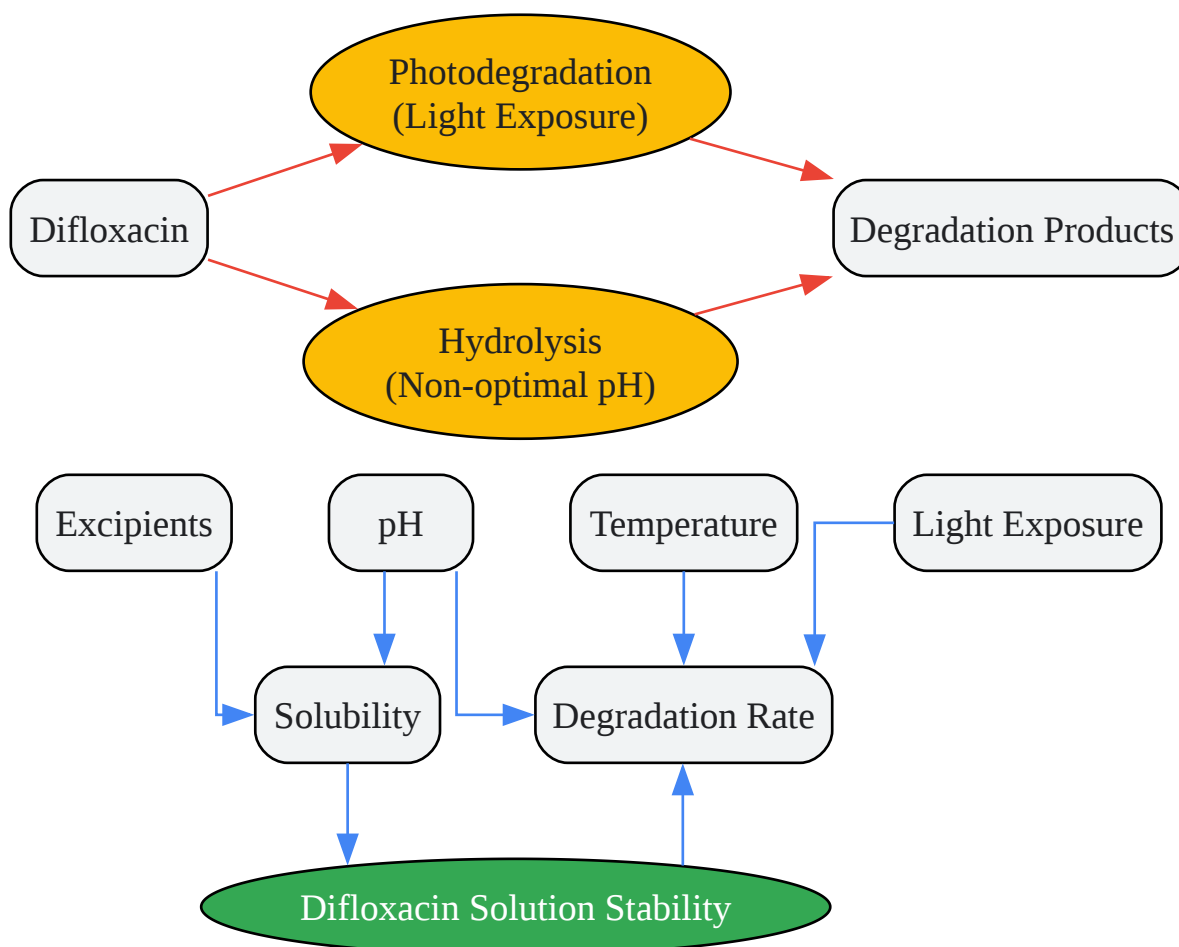 Photodegradation
(Light Exposure)
Difloxacin
Degradation Products
Hydrolysis
(Non-optimal pH)
Excipients
pH
Temperature
Light Exposure
Solubility
Degradation Rate
Difloxacin Solution Stability